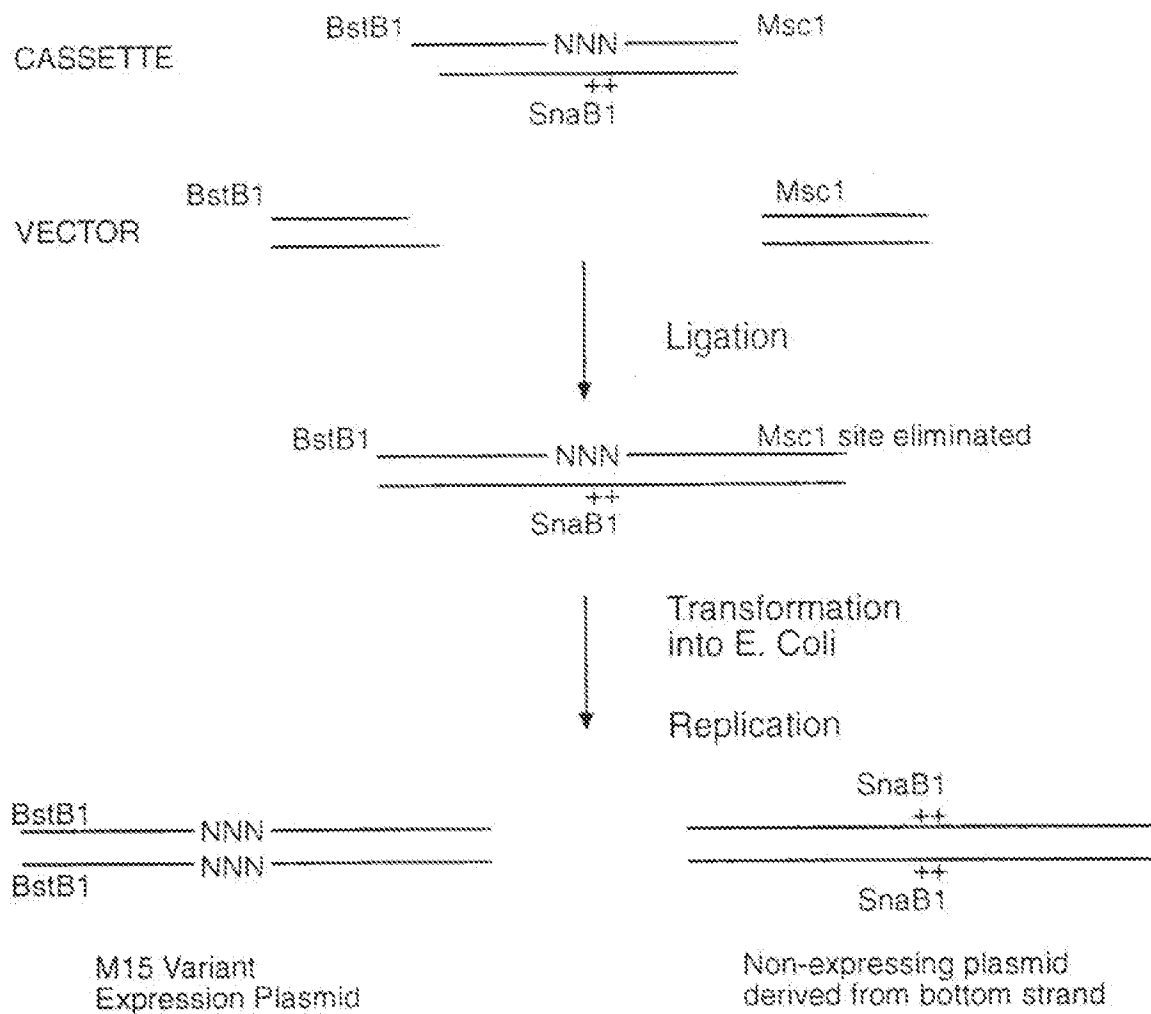 BstB1
Msc1
CASSETTE
NNN
++
SnaB1
BstB1
Msc1
VECTOR
Ligation
BstB1
Msc1 site eliminated
NNN
++
SnaB1
Transformation
into E. Coli
Replication
SnaB1
BstB1
++
NNN
NNN
BstB1
++
SnaB1
M15 Variant
Expression Plasmid
Non-expressing plasmid
derived from bottom strand